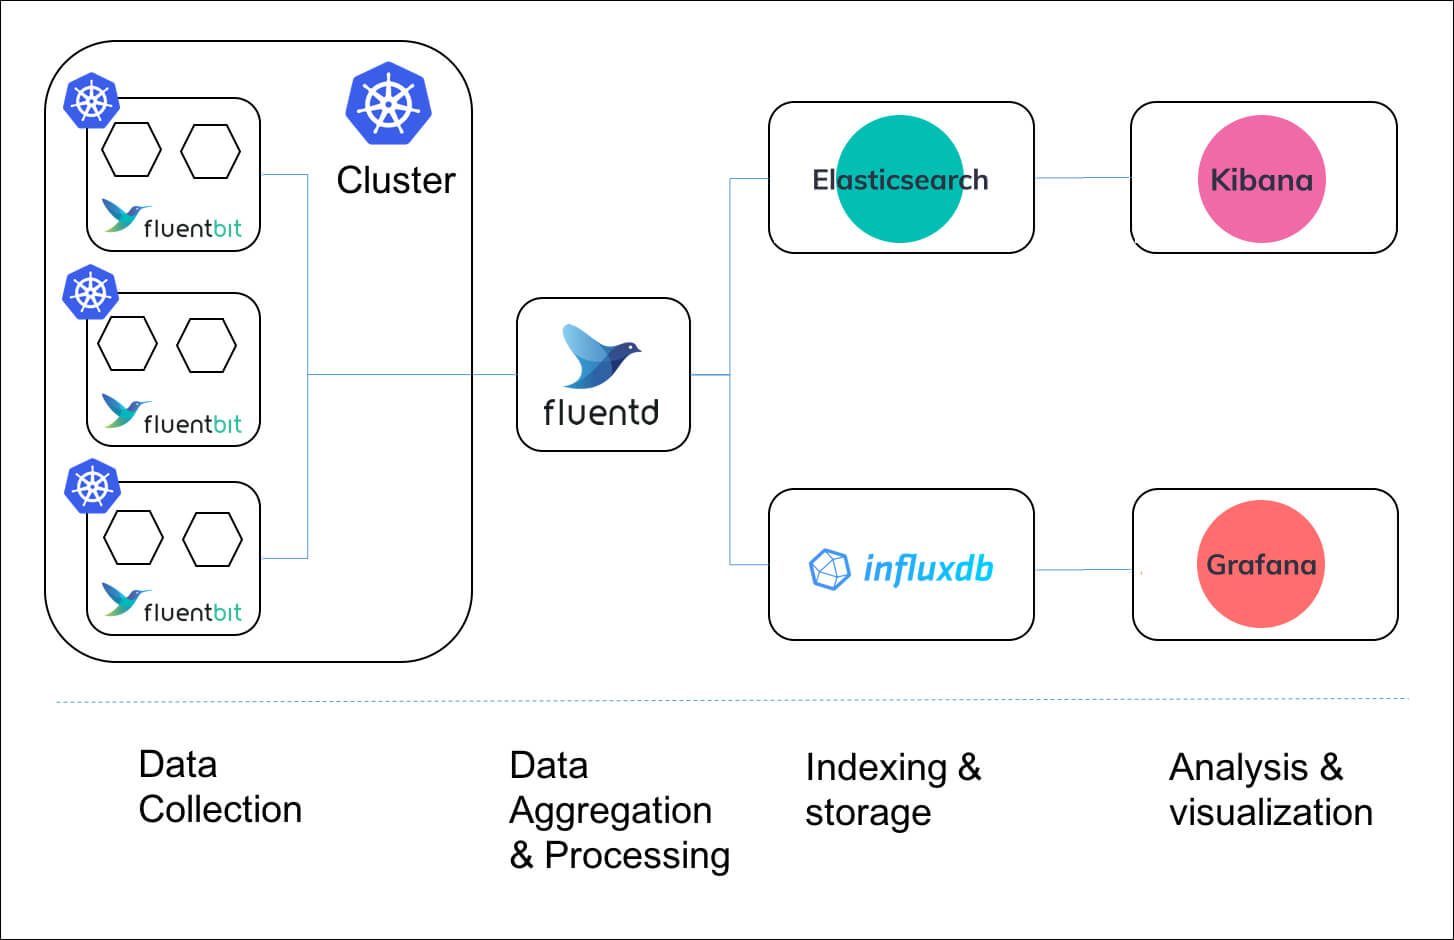 Cluster
fluentbit
fluentbit
fluentbit
fluentd
Elasticsearch
Kibana
influxdb
Grafana
Data
Collection
Data
Aggregation
& Processing
Indexing &
storage
Analysis &
visualization